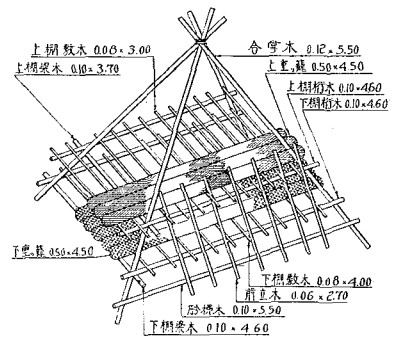 上棚敷木 0.08×3.00
上棚梁木 0.10×3.70
合掌木 0.12×5.50
上重シ籠 0.50×4.50
上棚桁木 0.10×4.60
下棚桁木 0.10×4.60
下重シ籠 0.50×4.50
下棚敷木 0.08×4.00
前立木 0.06×2.70
砂拂木 0.10×5.50
下棚梁木 0.10×4.60